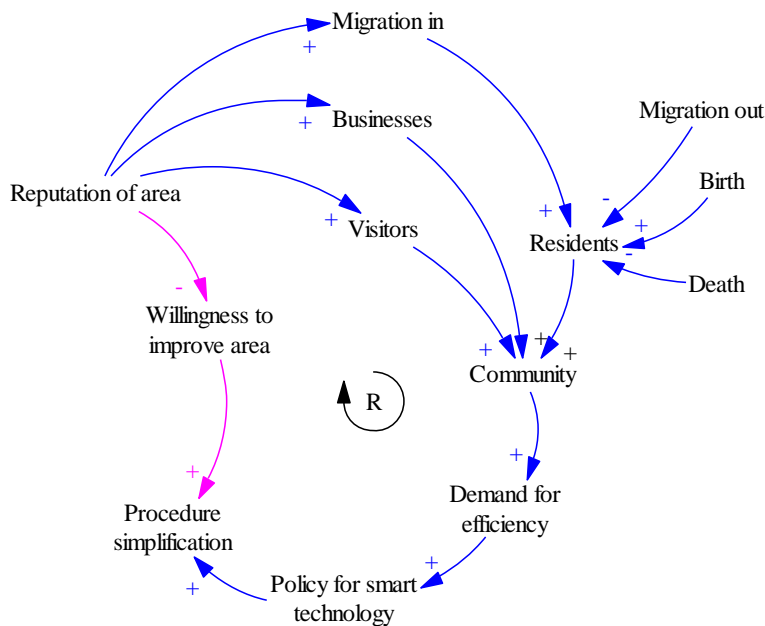 Migration in
+
Businesses
+
Migration out
-
Birth
+
Reputation of area
Visitors
+
+
Residents
-
Death
-
Willingness to
improve area
+
+
+
Community
R
+
+
Demand for
efficiency
Procedure
simplification
+
Policy for smart
technology
+